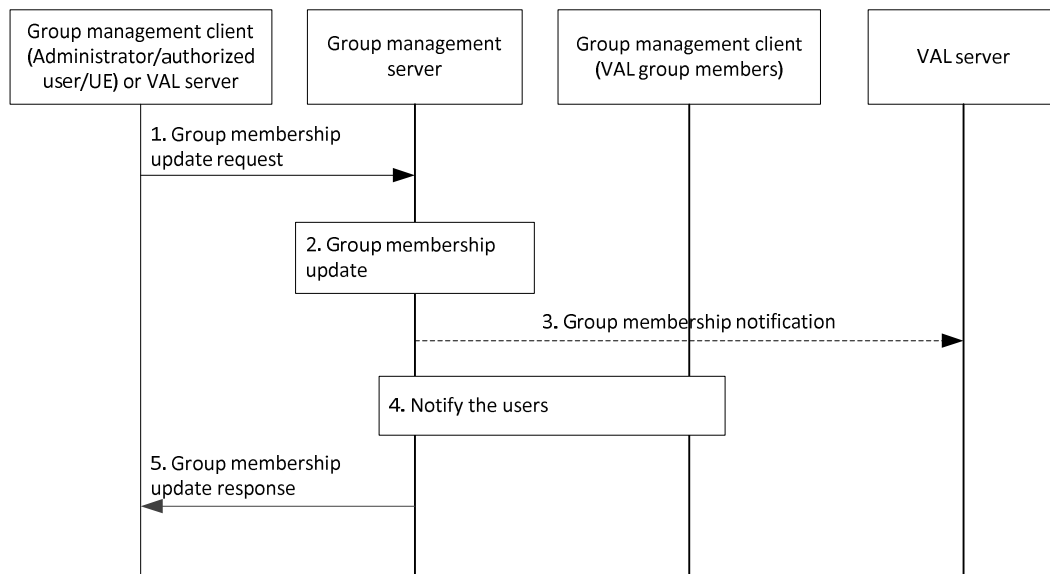 Group management client
(Administrator/authorized
user/UE) or VAL server
Group management
server
Group management client
(VAL group members)
VAL server
1. Group membership
update request
2. Group membership
update
3. Group membership notification
4. Notify the users
5. Group membership
update response